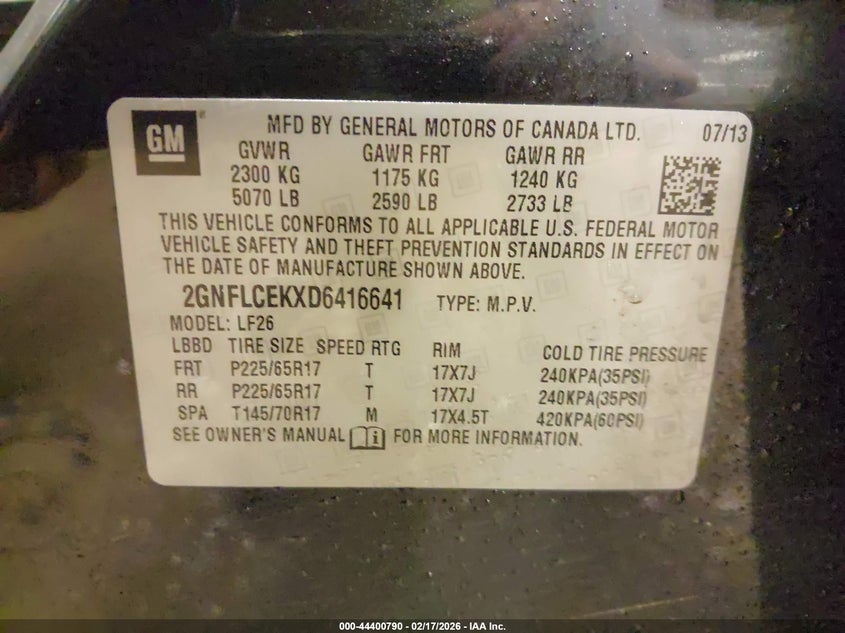 GM ® MFD BY GENERAL MOTORS OF CANADA LTD. 07/13
GVWR GAWR FRT GAWR RR
2300 KG 1175 KG 1240 KG
5070 LB 2590 LB 2733 LB
THIS VEHICLE CONFORMS TO ALL APPLICABLE U.S. FEDERAL MOTOR
VEHICLE SAFETY AND THEFT PREVENTION STANDARDS IN EFFECT ON
THE DATE OF MANUFACTURE SHOWN ABOVE.
2GNFLCEKXD6416641 TYPE: M.P.V.
MODEL: LF26
LBBD TIRE SIZE SPEED RTG RIM COLD TIRE PRESSURE
FRT P225/65R17 T 17X7J 240KPA(35PSI)
RR P225/65R17 T 17X7J 240KPA(35PSI)
SPA T145/70R17 M 17X4.5T 420KPA(60PSI)
SEE OWNER'S MANUAL i FOR MORE INFORMATION.
000-44400790 - 02/17/2026 - IAA Inc.